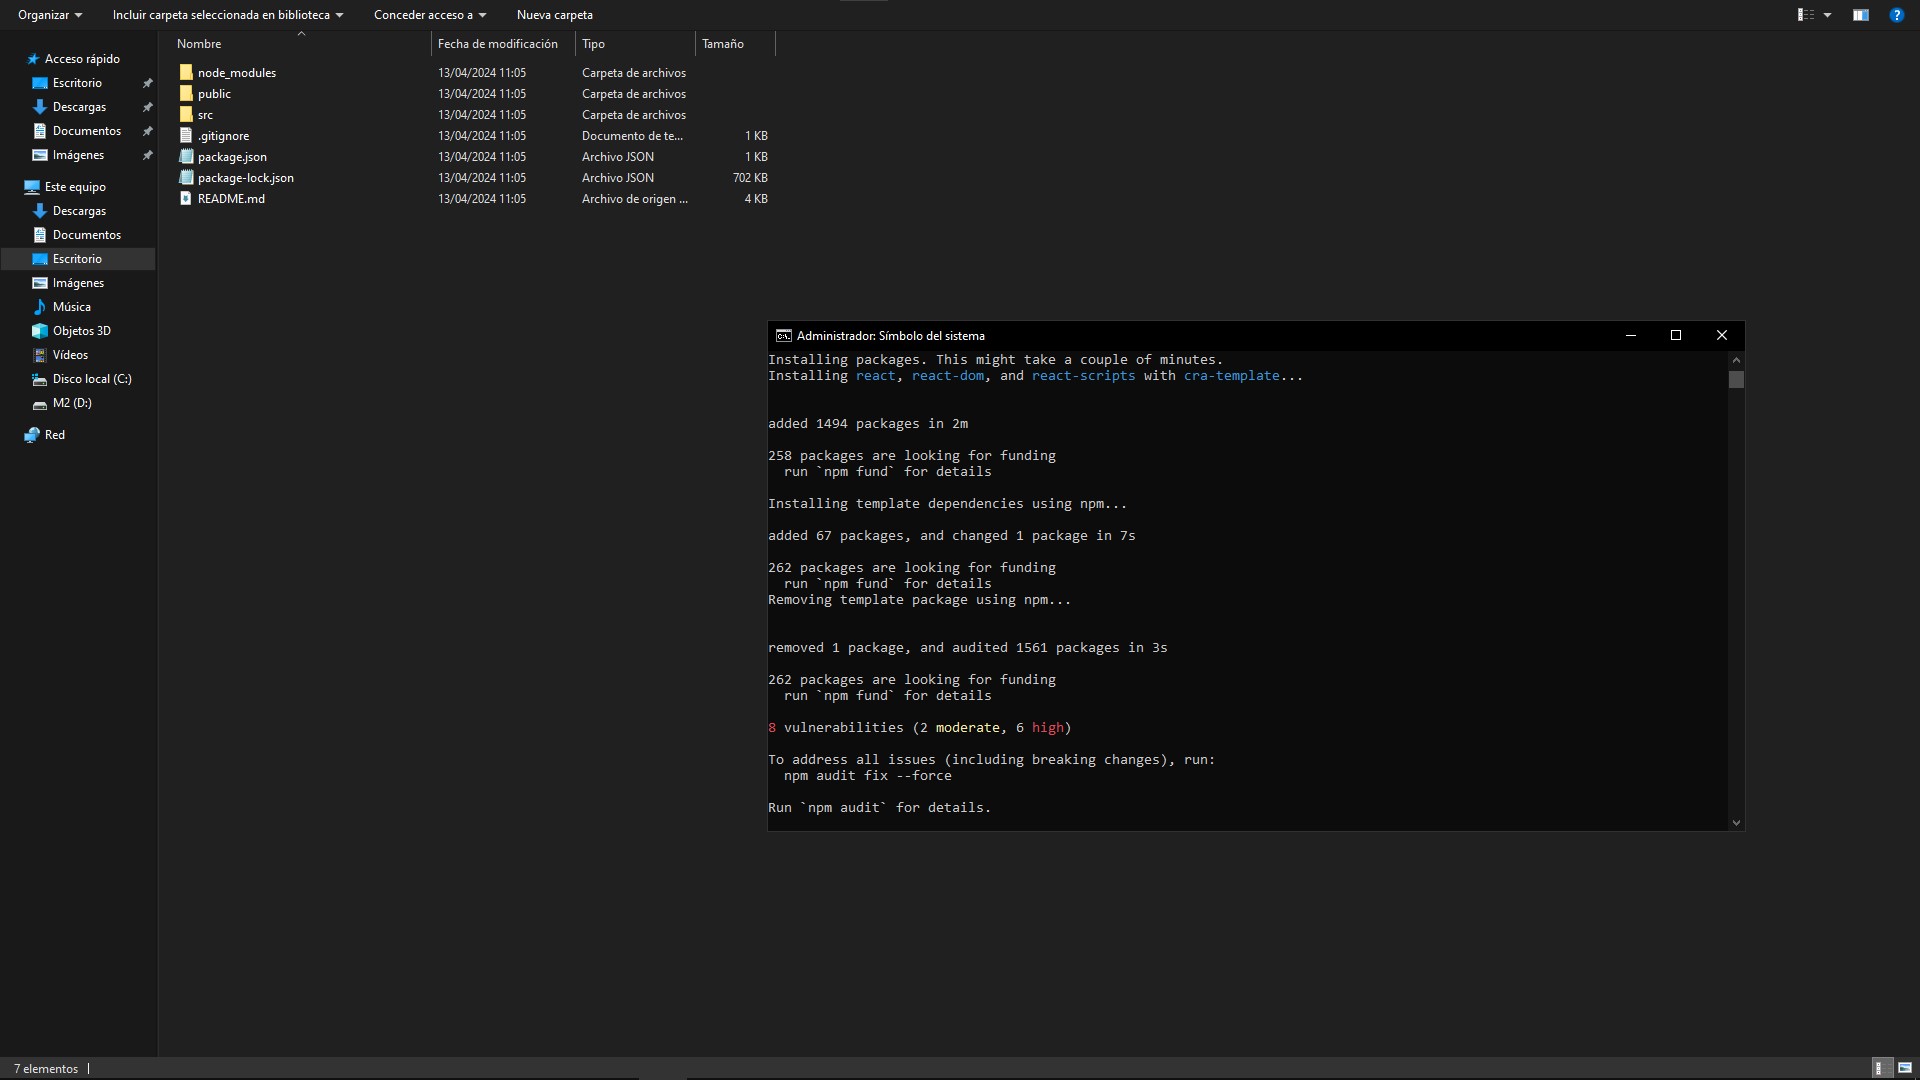 Organizar Incluir carpeta seleccionada en biblioteca Conceder acceso a Nueva carpeta
Nombre Fecha de modificación Tipo Tamaño
Acceso rápido
Escritorio
Descargas
Documentos
Imágenes
Este equipo
Descargas
Documentos
Escritorio
Imágenes
Música
Objetos 3D
Vídeos
Disco local (C:)
M2 (D:)
Red
node_modules 13/04/2024 11:05 Carpeta de archivos
public 13/04/2024 11:05 Carpeta de archivos
src 13/04/2024 11:05 Carpeta de archivos
.gitignore 13/04/2024 11:05 Documento de te... 1 KB
package.json 13/04/2024 11:05 Archivo JSON 1 KB
package-lock.json 13/04/2024 11:05 Archivo JSON 702 KB
README.md 13/04/2024 11:05 Archivo de origen ... 4 KB
Administrador: Símbolo del sistema
Installing packages. This might take a couple of minutes.
Installing react, react-dom, and react-scripts with cra-template...
added 1494 packages in 2m
258 packages are looking for funding
run `npm fund` for details
Installing template dependencies using npm...
added 67 packages, and changed 1 package in 7s
262 packages are looking for funding
run `npm fund` for details
Removing template package using npm...
removed 1 package, and audited 1561 packages in 3s
262 packages are looking for funding
run `npm fund` for details
8 vulnerabilities (2 moderate, 6 high)
To address all issues (including breaking changes), run:
npm audit fix --force
Run `npm audit` for details.
7 elementos